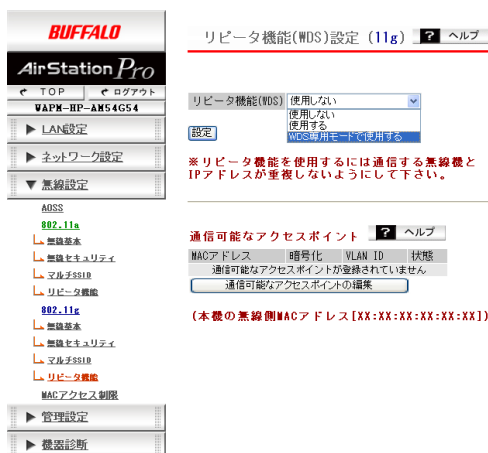 BUFFALO
AirStation Pro
TOP
ログアウト
WAPM-HP-AM54G54
LAN設定
ネットワーク設定
無線設定
AOSS
802.11a
無線基本
無線セキュリティ
マルチSSID
リピータ機能
802.11g
無線基本
無線セキュリティ
マルチSSID
リピータ機能
MACアクセス制限
管理設定
機器診断
リピータ機能(WDS)設定 (11g) ? ヘルプ
リピータ機能(WDS) 使用しない
使用しない
使用する
WDS専用モードで使用する
設定
※リピータ機能を使用するには通信する無線機と
IPアドレスが重複しないようにして下さい。
通信可能なアクセスポイント ? ヘルプ
MACアドレス 暗号化 VLAN ID 状態
通信可能なアクセスポイントが登録されていません
通信可能なアクセスポイントの編集
(本機の無線側MACアドレス[XX:XX:XX:XX:XX:XX])